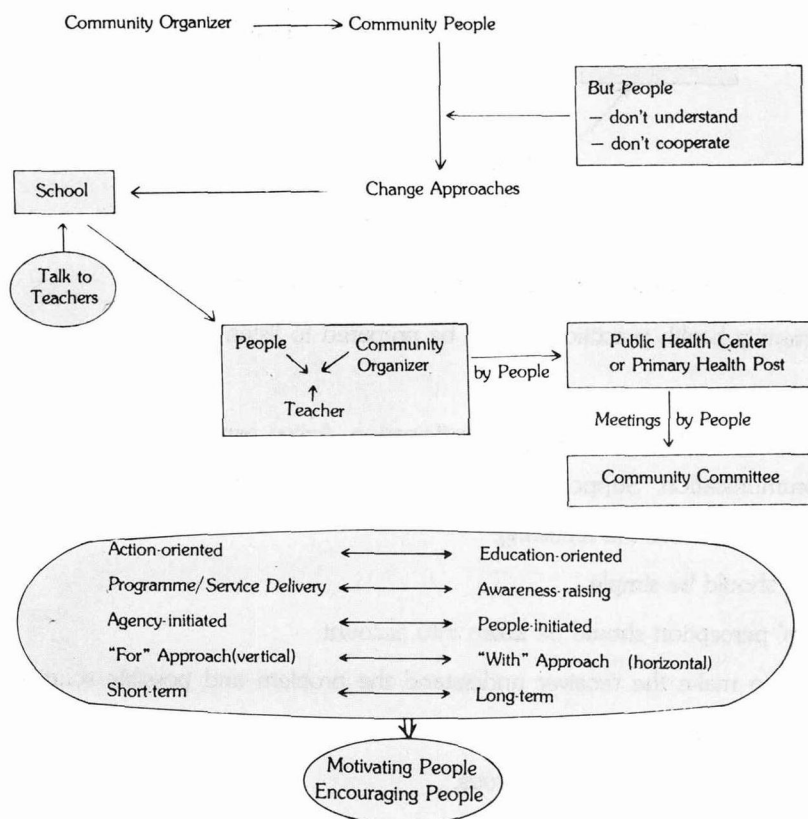 Community Organizer
Community People
But People
– don't understand
– don't cooperate
Change Approaches
School
Talk to
Teachers
People
Community
Organizer
Teacher
by People
Public Health Center
or Primary Health Post
Meetings
by People
Community Committee
Action-oriented
Education-oriented
Programme/Service Delivery
Awareness-raising
Agency-initiated
People-initiated
"For" Approach(vertical)
"With" Approach (horizontal)
Short-term
Long-term
Motivating People
Encouraging People